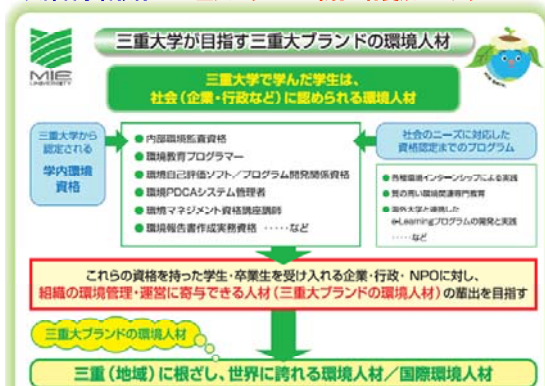 三重大学が目指す三重大ブランドの環境人材
MIE
UNIVERSITY
三重大学で学んだ学生は、
社会（企業・行政など）に認められる環境人材
三重大学から
認定される
学内環境
資格
●内部環境監査資格
●環境教育プログラマー
●環境自己評価ソフト／プログラム開発関係資格
●環境PDCAシステム管理者
●環境マネジメント資格講座講師
●環境報告書作成実務資格 ……など
社会のニーズに対応した
資格認定までのプログラム
●各種環境インターンシップによる実践
●質の高い環境関連専門教育
●海外大学と連携した
e-Learningプログラムの開発と実践
……など
これらの資格を持った学生・卒業生を受け入れる企業・行政・NPOに対し、
組織の環境管理・運営に寄与できる人材（三重大ブランドの環境人材）の輩出を目指す
三重大ブランドの環境人材
三重（地域）に根ざし、世界に誇れる環境人材／国際環境人材